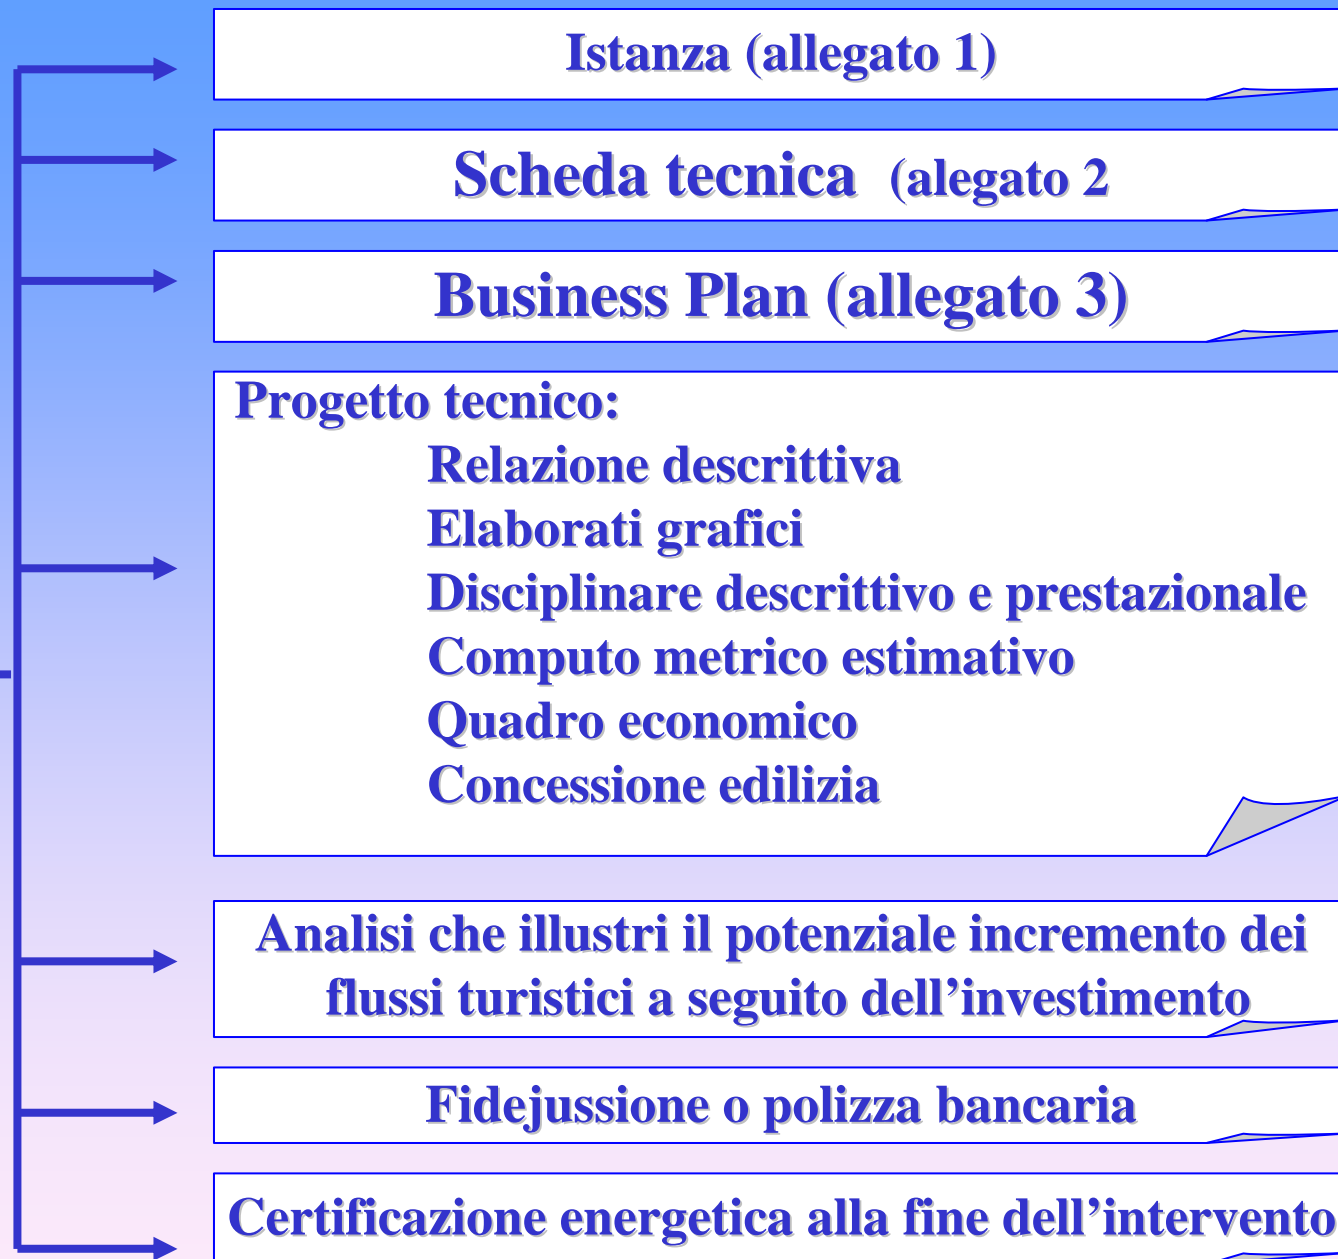 Istanza (allegato 1)
Scheda tecnica (alegato 2
Business Plan (allegato 3)
Progetto tecnico:
Relazione descrittiva
Elaborati grafici
Disciplinare descrittivo e prestazionale
Computo metrico estimativo
Quadro economico
Concessione edilizia
Analisi che illustri il potenziale incremento dei
flussi turistici a seguito dell’investimento
Fidejussione o polizza bancaria
Certificazione energetica alla fine dell’intervento